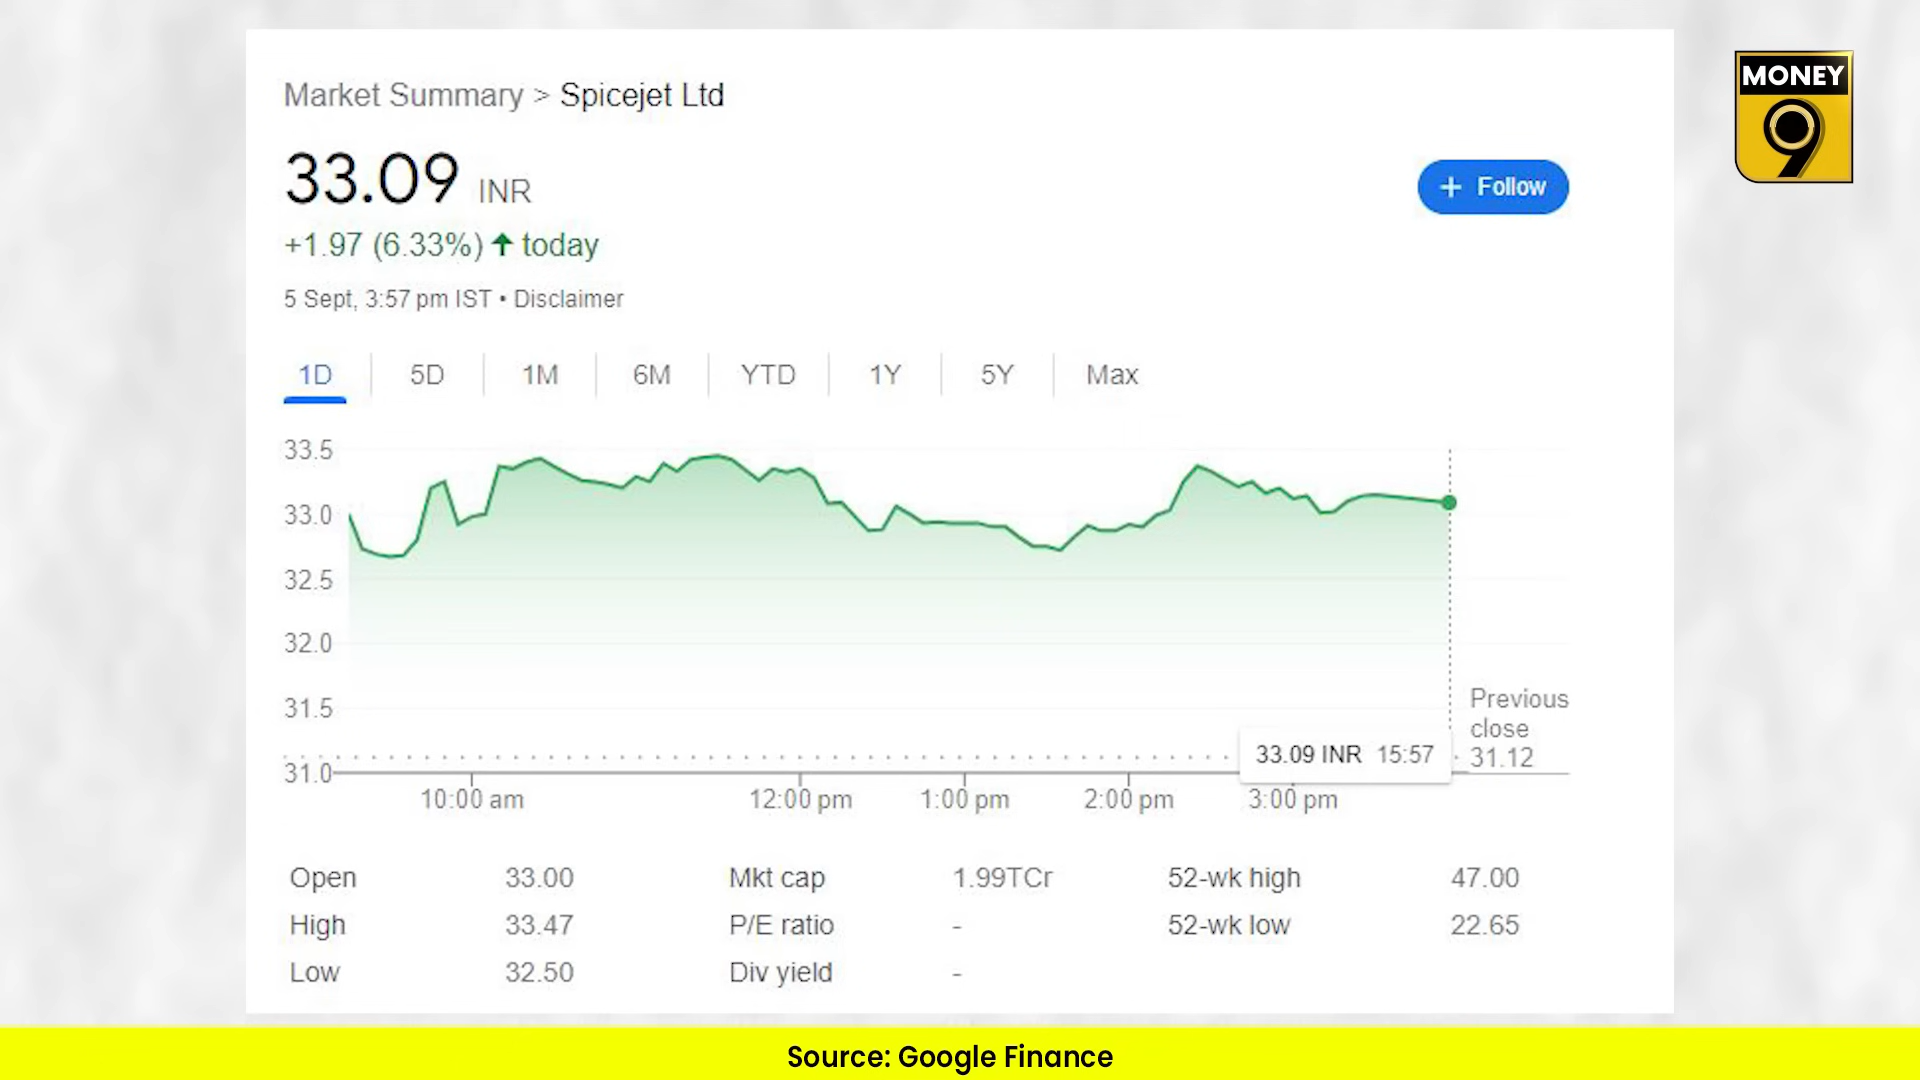 MONEY
9
Market Summary > Spicejet Ltd
33.09 INR
+ Follow
+1.97 (6.33%) ↑ today
5 Sept, 3:57 pm IST • Disclaimer
1D 5D 1M 6M YTD 1Y 5Y Max
33.5
33.0
32.5
32.0
31.5
31.0
Previous
close
31.12
33.09 INR 15:57
10:00 am 12:00 pm 1:00 pm 2:00 pm 3:00 pm
Open 33.00 Mkt cap 1.99TCr 52-wk high 47.00
High 33.47 P/E ratio - 52-wk low 22.65
Low 32.50 Div yield -
Source: Google Finance